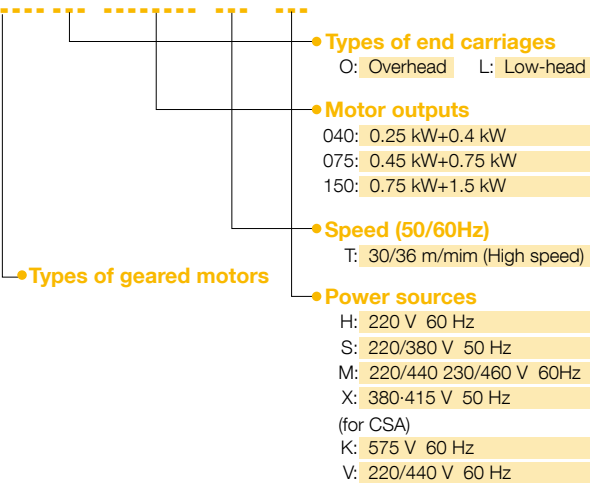 Types of end carriages
O: Overhead L: Low-head
Motor outputs
040: 0.25 kW+0.4 kW
075: 0.45 kW+0.75 kW
150: 0.75 kW+1.5 kW
Speed (50/60Hz)
T: 30/36 m/mim (High speed)
Types of geared motors
Power sources
H: 220 V 60 Hz
S: 220/380 V 50 Hz
M: 220/440 230/460 V 60Hz
X: 380·415 V 50 Hz
(for CSA)
K: 575 V 60 Hz
V: 220/440 V 60 Hz